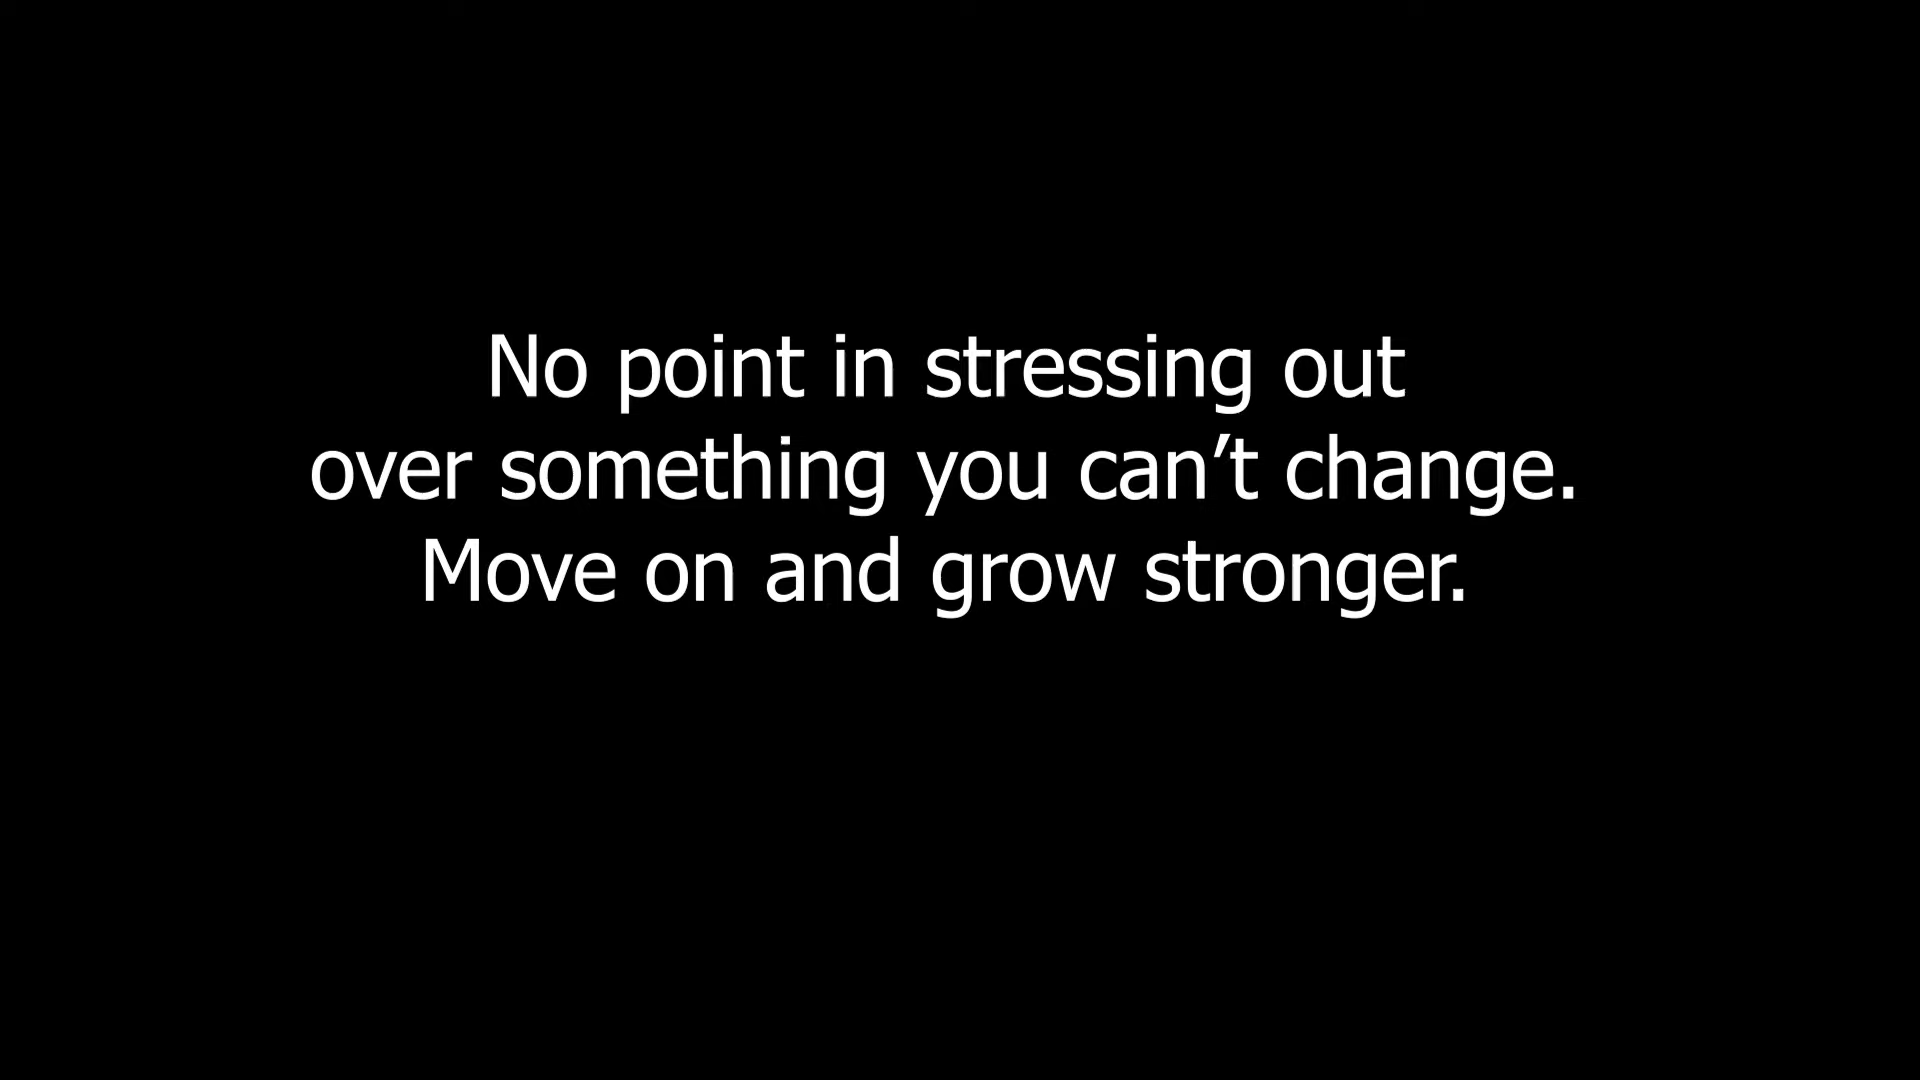 No point in stressing out
over something you can’t change.
Move on and grow stronger.